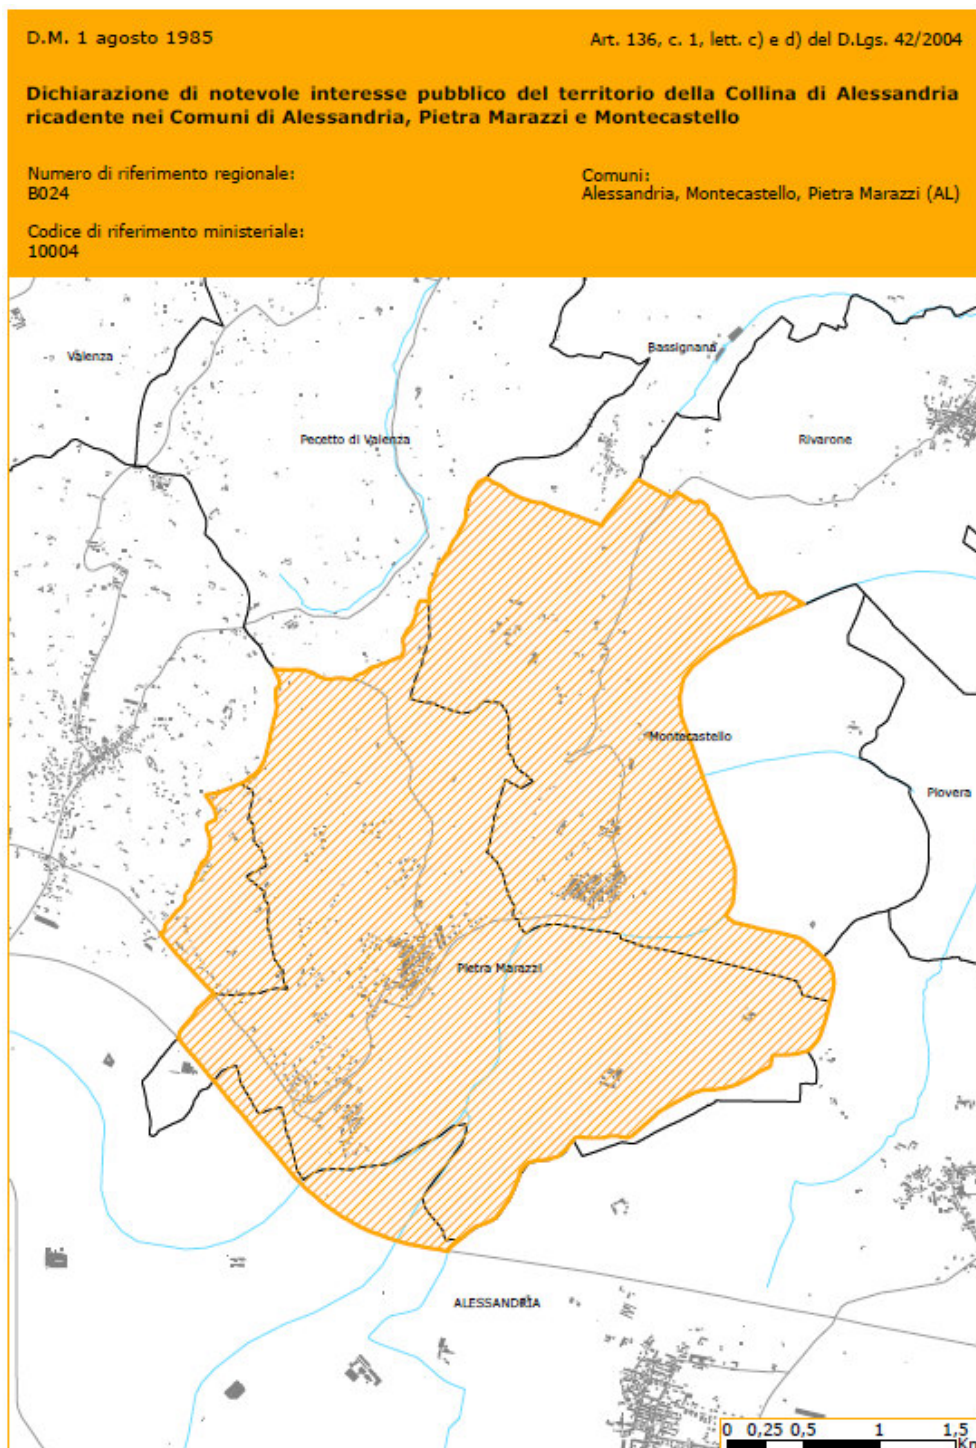 D.M. 1 agosto 1985
Art. 136, c. 1, lett. c) e d) del D.Lgs. 42/2004
Dichiarazione di notevole interesse pubblico del territorio della Collina di Alessandria
ricadente nei Comuni di Alessandria, Pietra Marazzi e Montecastello
Numero di riferimento regionale:
B024
Comuni:
Alessandria, Montecastello, Pietra Marazzi (AL)
Codice di riferimento ministeriale:
10004
Bassignana
Valenza
Pecetto di Valenza
Rivarone
Montecastello
Piovera
Pietra Marazzi
ALESSANDRIA
0 0,25 0,5 1 1,5
Km